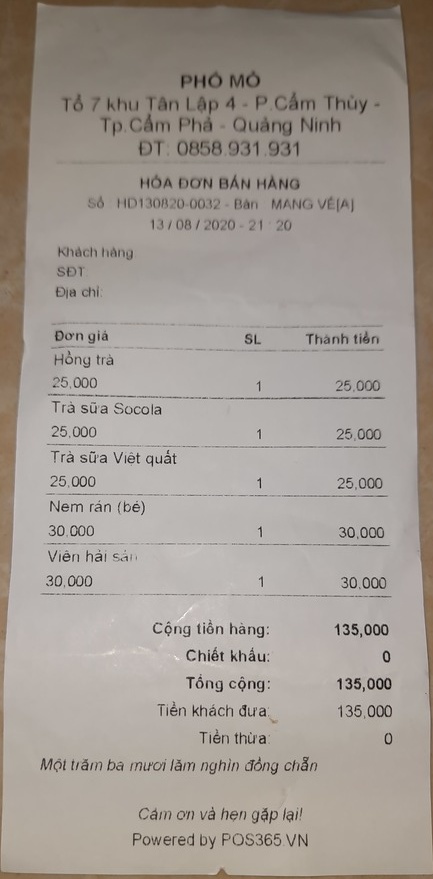 PHÔ MÔ
Tổ 7 khu Tân Lập 4 - P.Cẩm Thủy -
Tp.Cẩm Phả - Quảng Ninh
ĐT: 0858.931.931
HÓA ĐƠN BÁN HÀNG
Số HD130820-0032 - Bàn MANG VỀ[A]
13/08/2020 - 21:20
Khách hàng:
SĐT
Địa chỉ:
Đơn giá SL Thành tiền
Hồng trà
25,000 1 25,000
Trà sữa Socola
25,000 1 25,000
Trà sữa Việt quất
25,000 1 25,000
Nem rán (bé)
30,000 1 30,000
Viên hải sản
30,000 1 30,000
Cộng tiền hàng: 135,000
Chiết khấu: 0
Tổng cộng: 135,000
Tiền khách đưa: 135,000
Tiền thừa: 0
Một trăm ba mươi lăm nghìn đồng chẵn
Cảm ơn và hẹn gặp lại!
Powered by POS365.VN